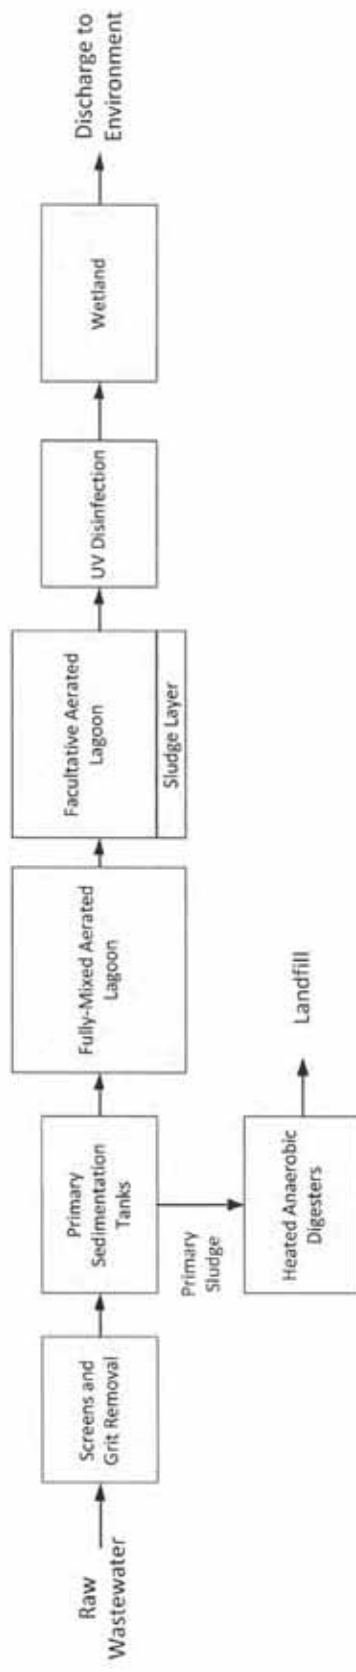 Raw
Wastewater
Screens and
Grit Removal
Primary
Sedimentation
Tanks
Primary
Sludge
Heated Anaerobic
Digesters
Landfill
Fully-Mixed Aerated
Lagoon
Facultative Aerated
Lagoon
Sludge Layer
UV Disinfection
Wetland
Discharge to
Environment